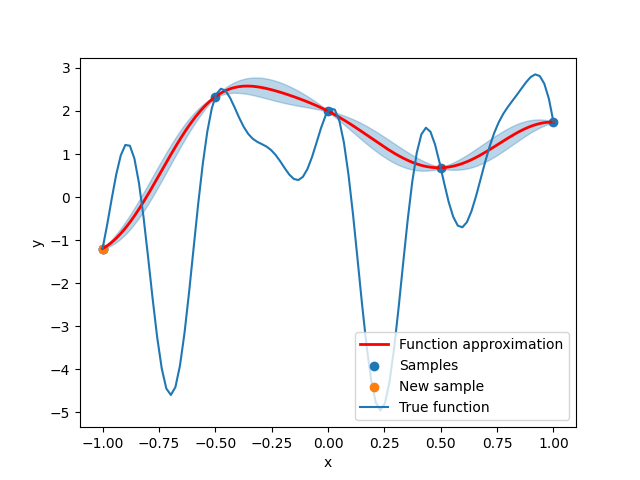 3
2
1
0
−1
−2
−3
−4
−5
y
Function approximation
Samples
New sample
True function
−1.00 −0.75 −0.50 −0.25 0.00 0.25 0.50 0.75 1.00
x